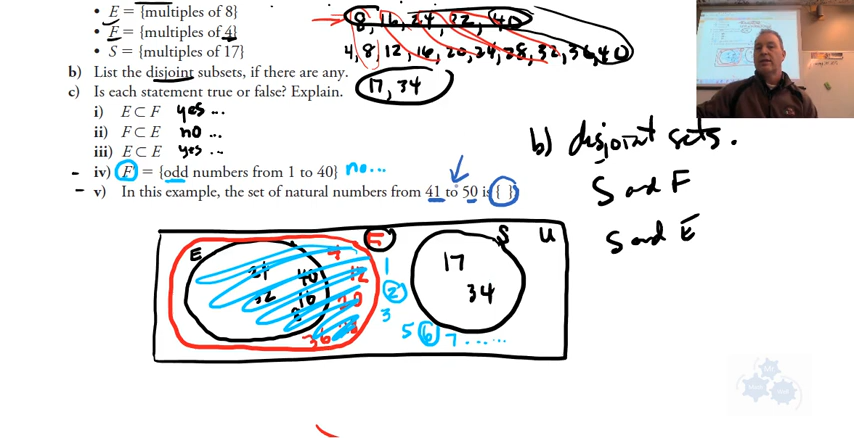 • E = {multiples of 8}
8, 16, 24, 32, 40
• F = {multiples of 4}
4, 8, 12, 16, 20, 24, 28, 32, 36, 40
• S = {multiples of 17}
17, 34
b) List the disjoint subsets, if there are any.
c) Is each statement true or false? Explain.
i) E ⊂ F yes ...
ii) F ⊂ E no ...
iii) E ⊂ E yes ...
- iv) F′ = {odd numbers from 1 to 40} no...
- v) In this example, the set of natural numbers from 41 to 50 is { }
b) disjoint sets.
S and F
S and E
E
24
32
40
16
8
F
4
12
20
36
S
U
17
34
1
2
3
5 6 7 ......